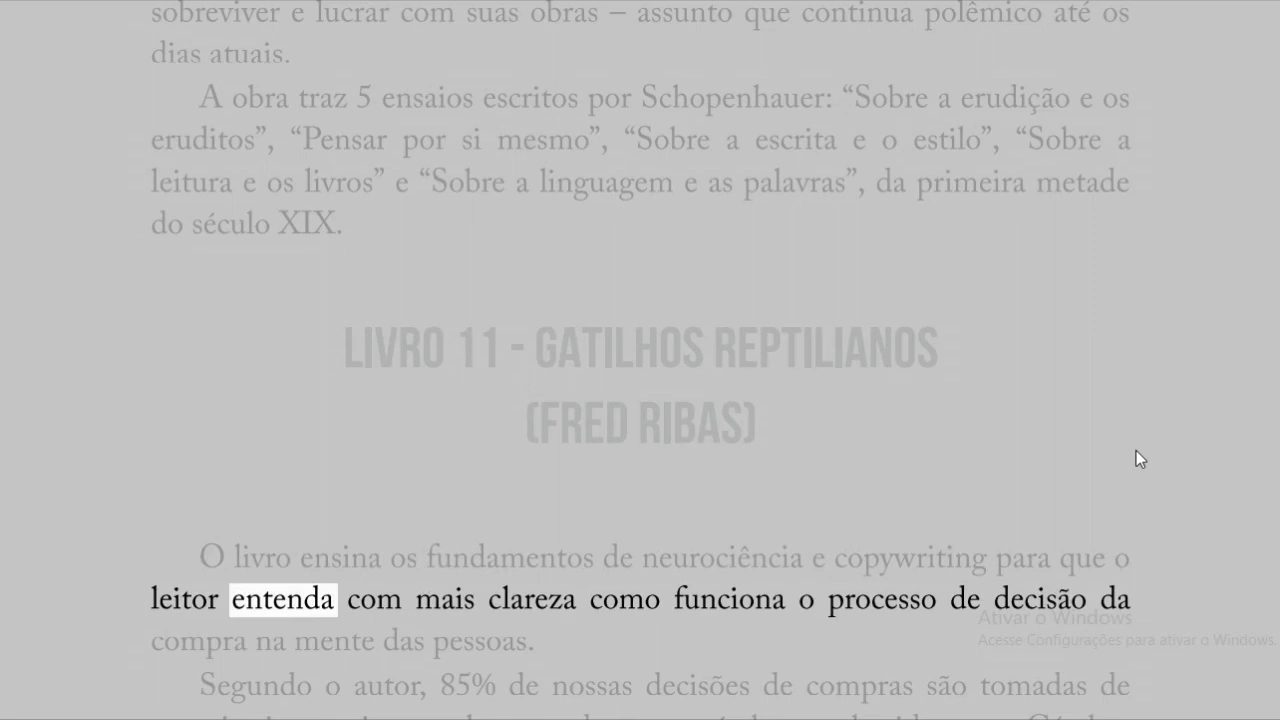 sobreviver e lucrar com suas obras – assunto que continua polêmico até os
dias atuais.
A obra traz 5 ensaios escritos por Schopenhauer: “Sobre a erudição e os
eruditos”, “Pensar por si mesmo”, “Sobre a escrita e o estilo”, “Sobre a
leitura e os livros” e “Sobre a linguagem e as palavras”, da primeira metade
do século XIX.
LIVRO 11 - GATILHOS REPTILIANOS
(FRED RIBAS)
O livro ensina os fundamentos de neurociência e copywriting para que o
leitor entenda com mais clareza como funciona o processo de decisão da
compra na mente das pessoas.
Ativar o Windows
Acesse Configurações para ativar o Windows.
Segundo o autor, 85% de nossas decisões de compras são tomadas de